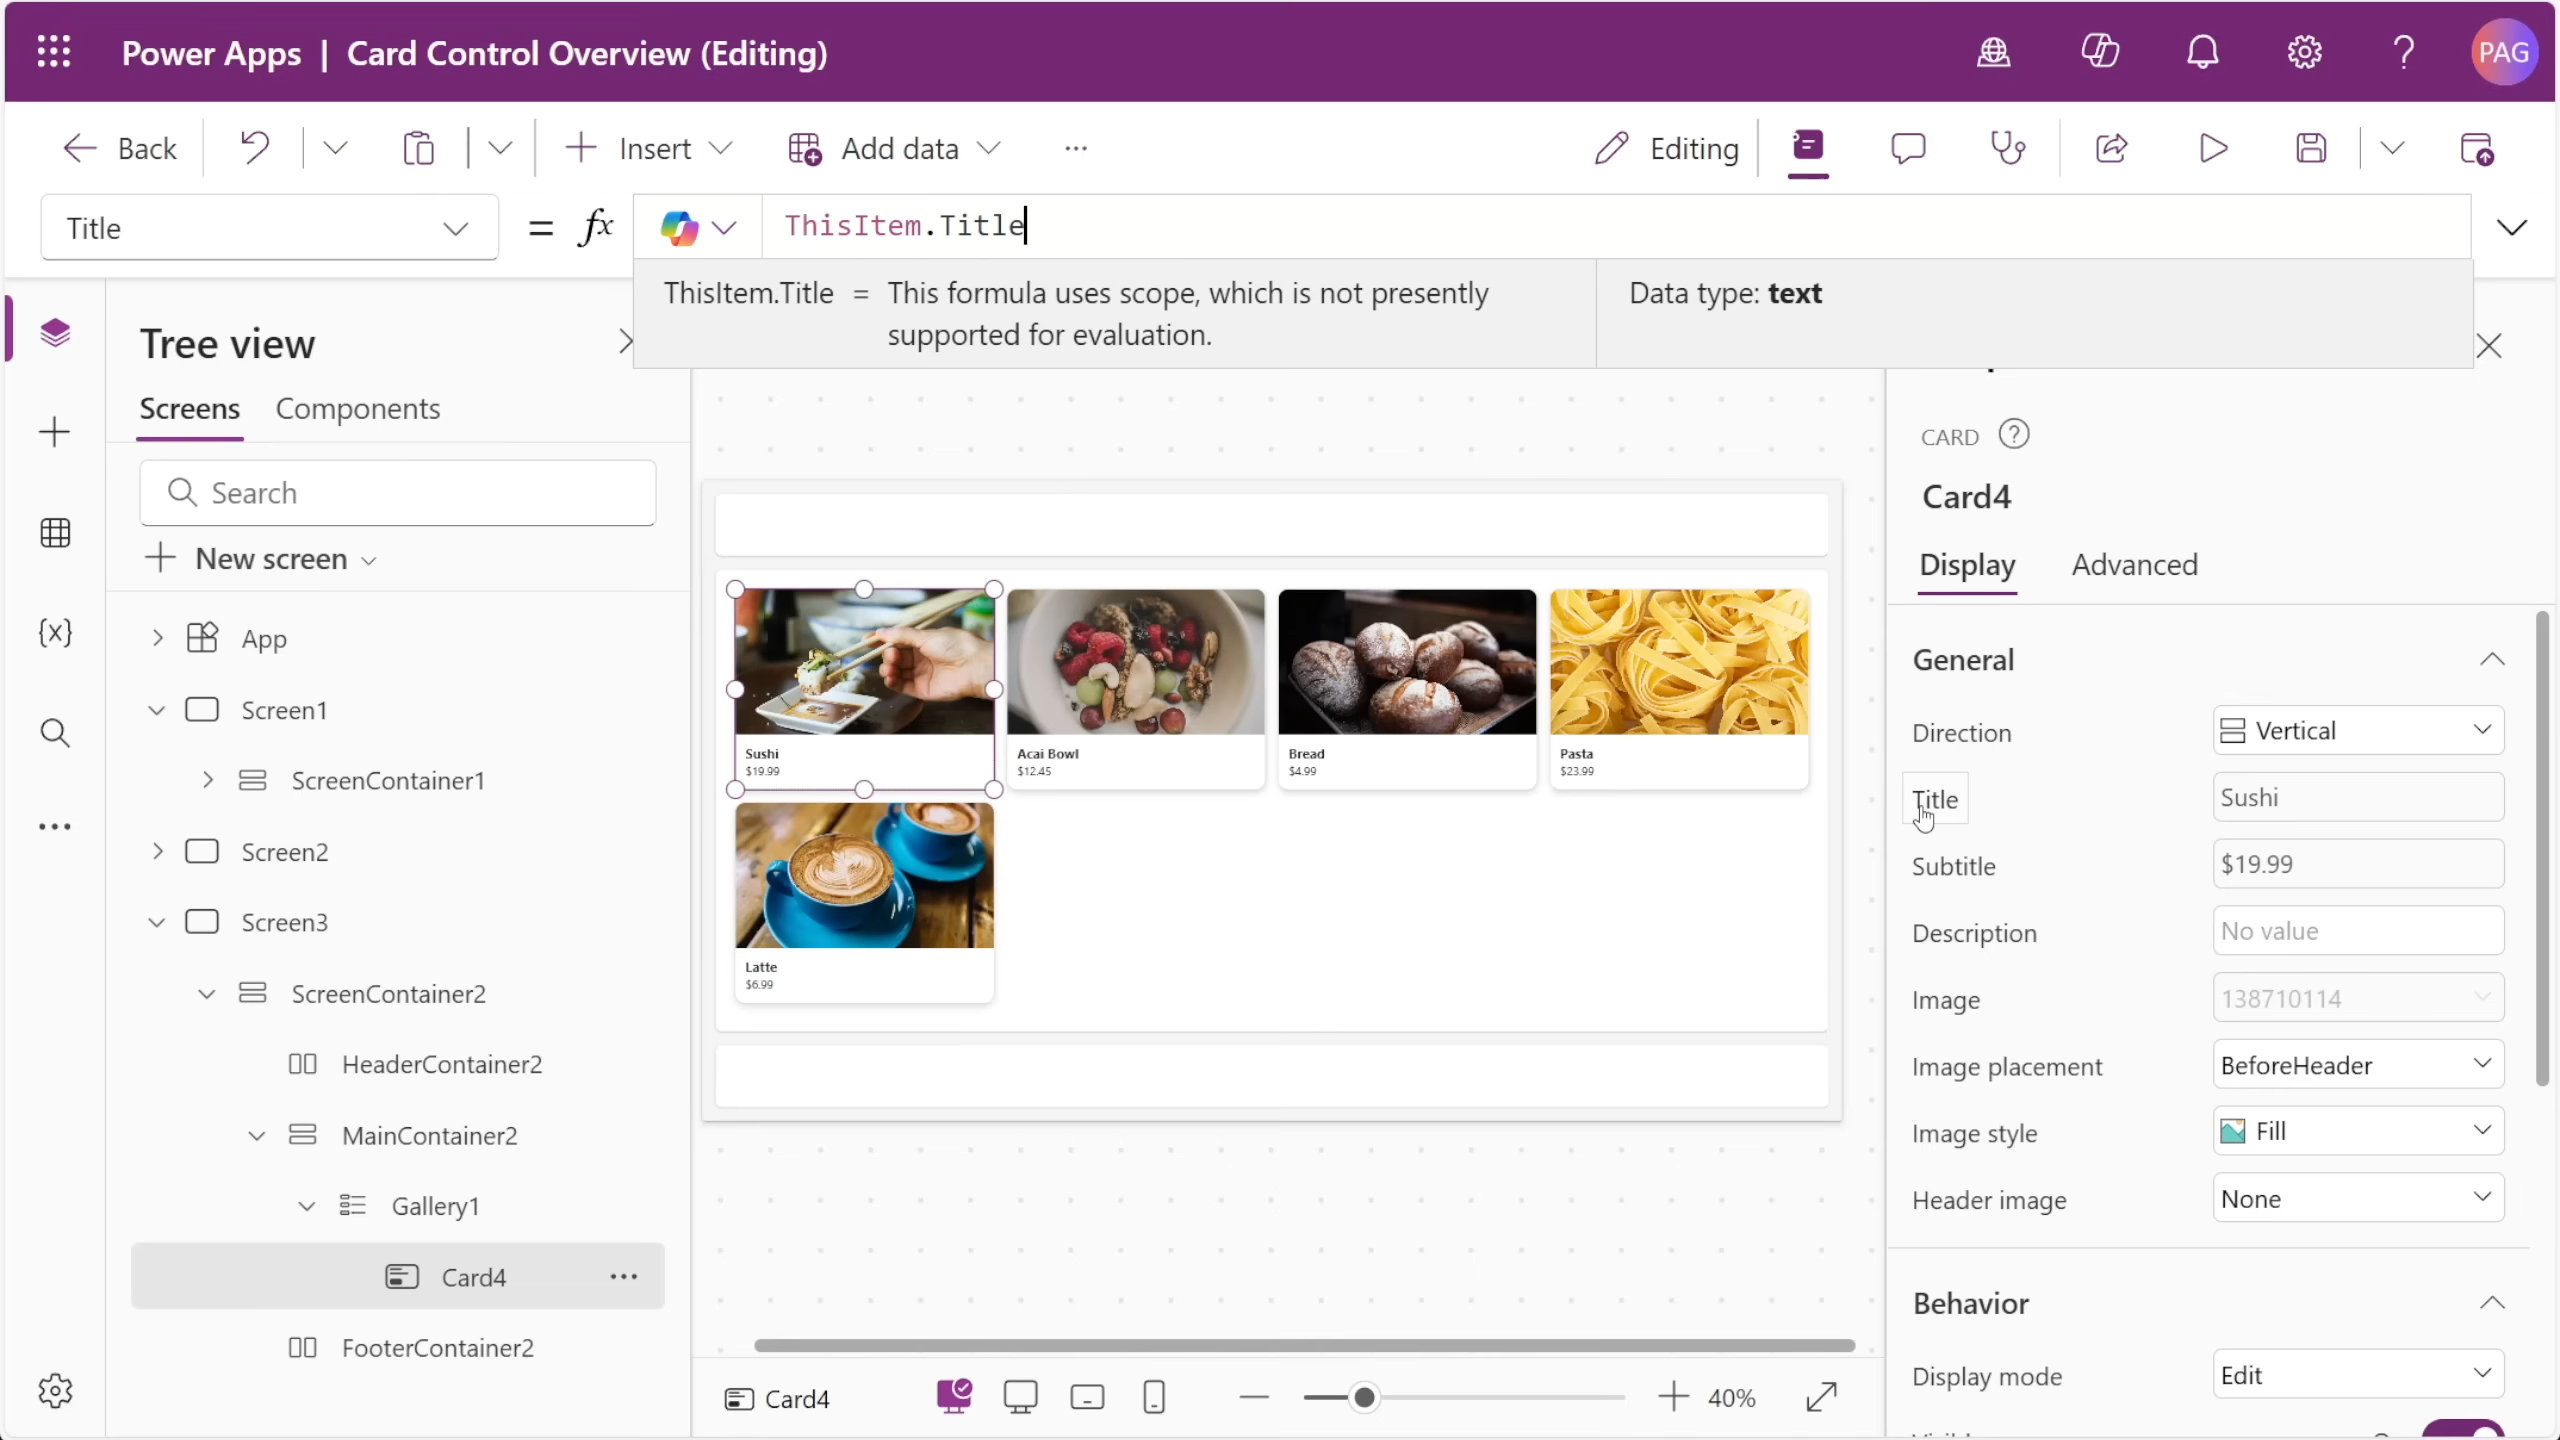 Power Apps | Card Control Overview (Editing)
PAG
Back
Insert
Add data
Editing
Title
= fx
ThisItem.Title
ThisItem.Title = This formula uses scope, which is not presently
supported for evaluation.
Data type: text
Tree view
Screens
Components
Search
New screen
App
Screen1
ScreenContainer1
Screen2
Screen3
ScreenContainer2
HeaderContainer2
MainContainer2
Gallery1
Card4
FooterContainer2
Sushi
$19.99
Acai Bowl
$12.45
Bread
$4.99
Pasta
$23.99
Latte
$6.99
Card4
40%
CARD
Card4
Display
Advanced
General
Direction
Vertical
Title
Sushi
Subtitle
$19.99
Description
No value
Image
138710114
Image placement
BeforeHeader
Image style
Fill
Header image
None
Behavior
Display mode
Edit